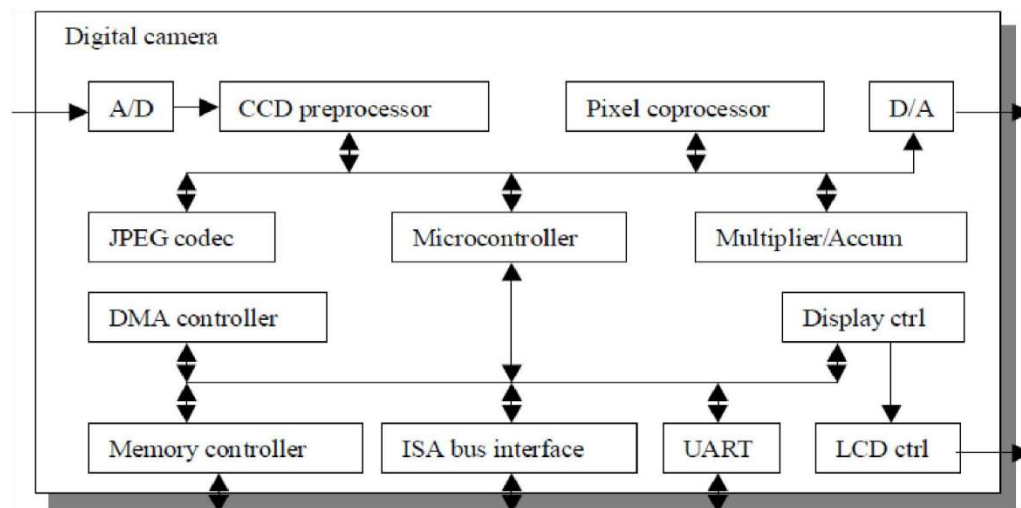 Digital camera
A/D
CCD preprocessor
Pixel coprocessor
D/A
JPEG codec
Microcontroller
Multiplier/Accum
DMA controller
Display ctrl
Memory controller
ISA bus interface
UART
LCD ctrl